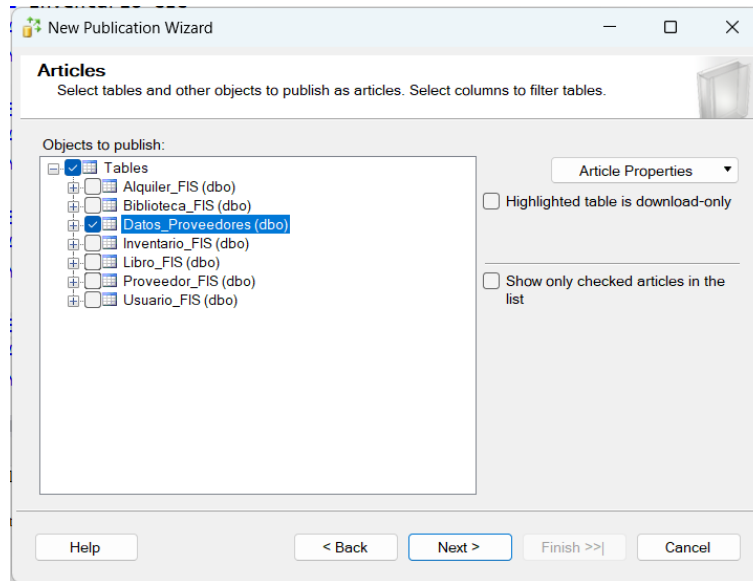 New Publication Wizard
Articles
Select tables and other objects to publish as articles. Select columns to filter tables.
Objects to publish:
Tables
Alquiler_FIS (dbo)
Biblioteca_FIS (dbo)
Datos_Proveedores (dbo)
Inventario_FIS (dbo)
Libro_FIS (dbo)
Proveedor_FIS (dbo)
Usuario_FIS (dbo)
Article Properties
Highlighted table is download-only
Show only checked articles in the
list
Help
< Back
Next >
Finish >>|
Cancel